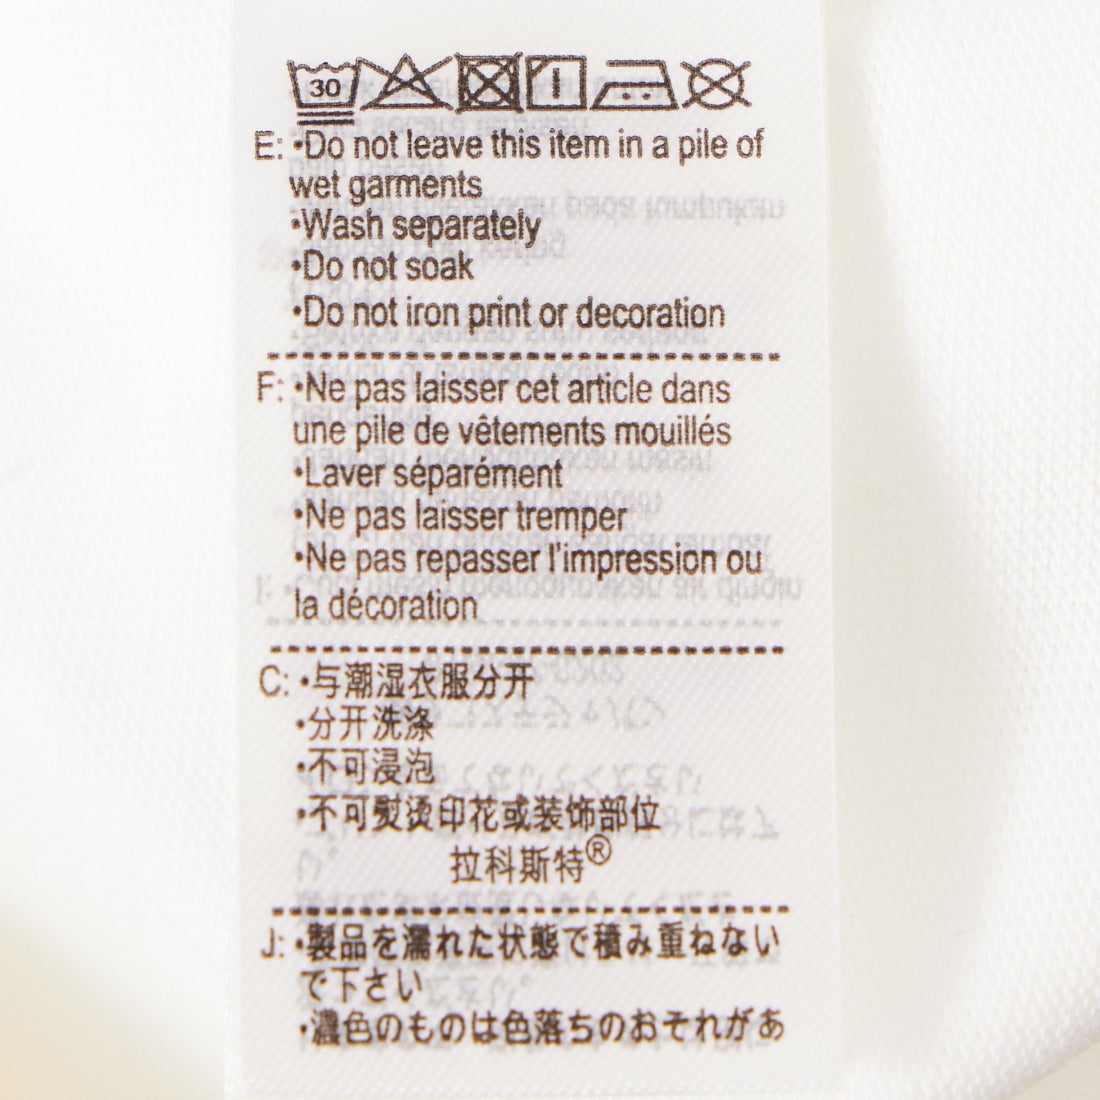 30
E: •Do not leave this item in a pile of
wet garments
•Wash separately
•Do not soak
•Do not iron print or decoration
F: •Ne pas laisser cet article dans
une pile de vêtements mouillés
•Laver séparément
•Ne pas laisser tremper
•Ne pas repasser l'impression ou
la décoration
C: •与潮湿衣服分开
•分开洗涤
•不可浸泡
•不可熨烫印花或装饰部位
拉科斯特®
J: •製品を濡れた状態で積み重ねない
で下さい
•濃色のものは色落ちのおそれがあ